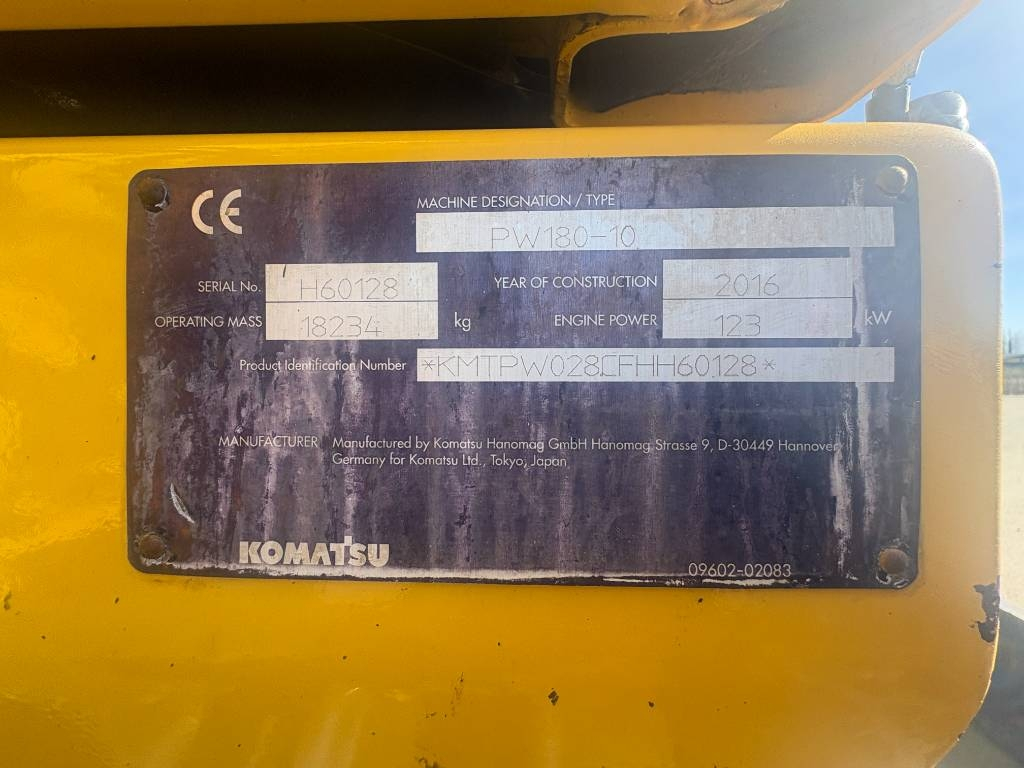 CE
MACHINE DESIGNATION / TYPE
PW180-10
SERIAL No. H60128 YEAR OF CONSTRUCTION 2016
OPERATING MASS 18234 kg ENGINE POWER 123 kW
Product Identification Number *KMTPW028CFHH60128*
MANUFACTURER Manufactured by Komatsu Hanomag GmbH Hanomag Strasse 9, D-30449 Hannover
Germany for Komatsu Ltd., Tokyo, Japan
KOMATSU
09602-02083